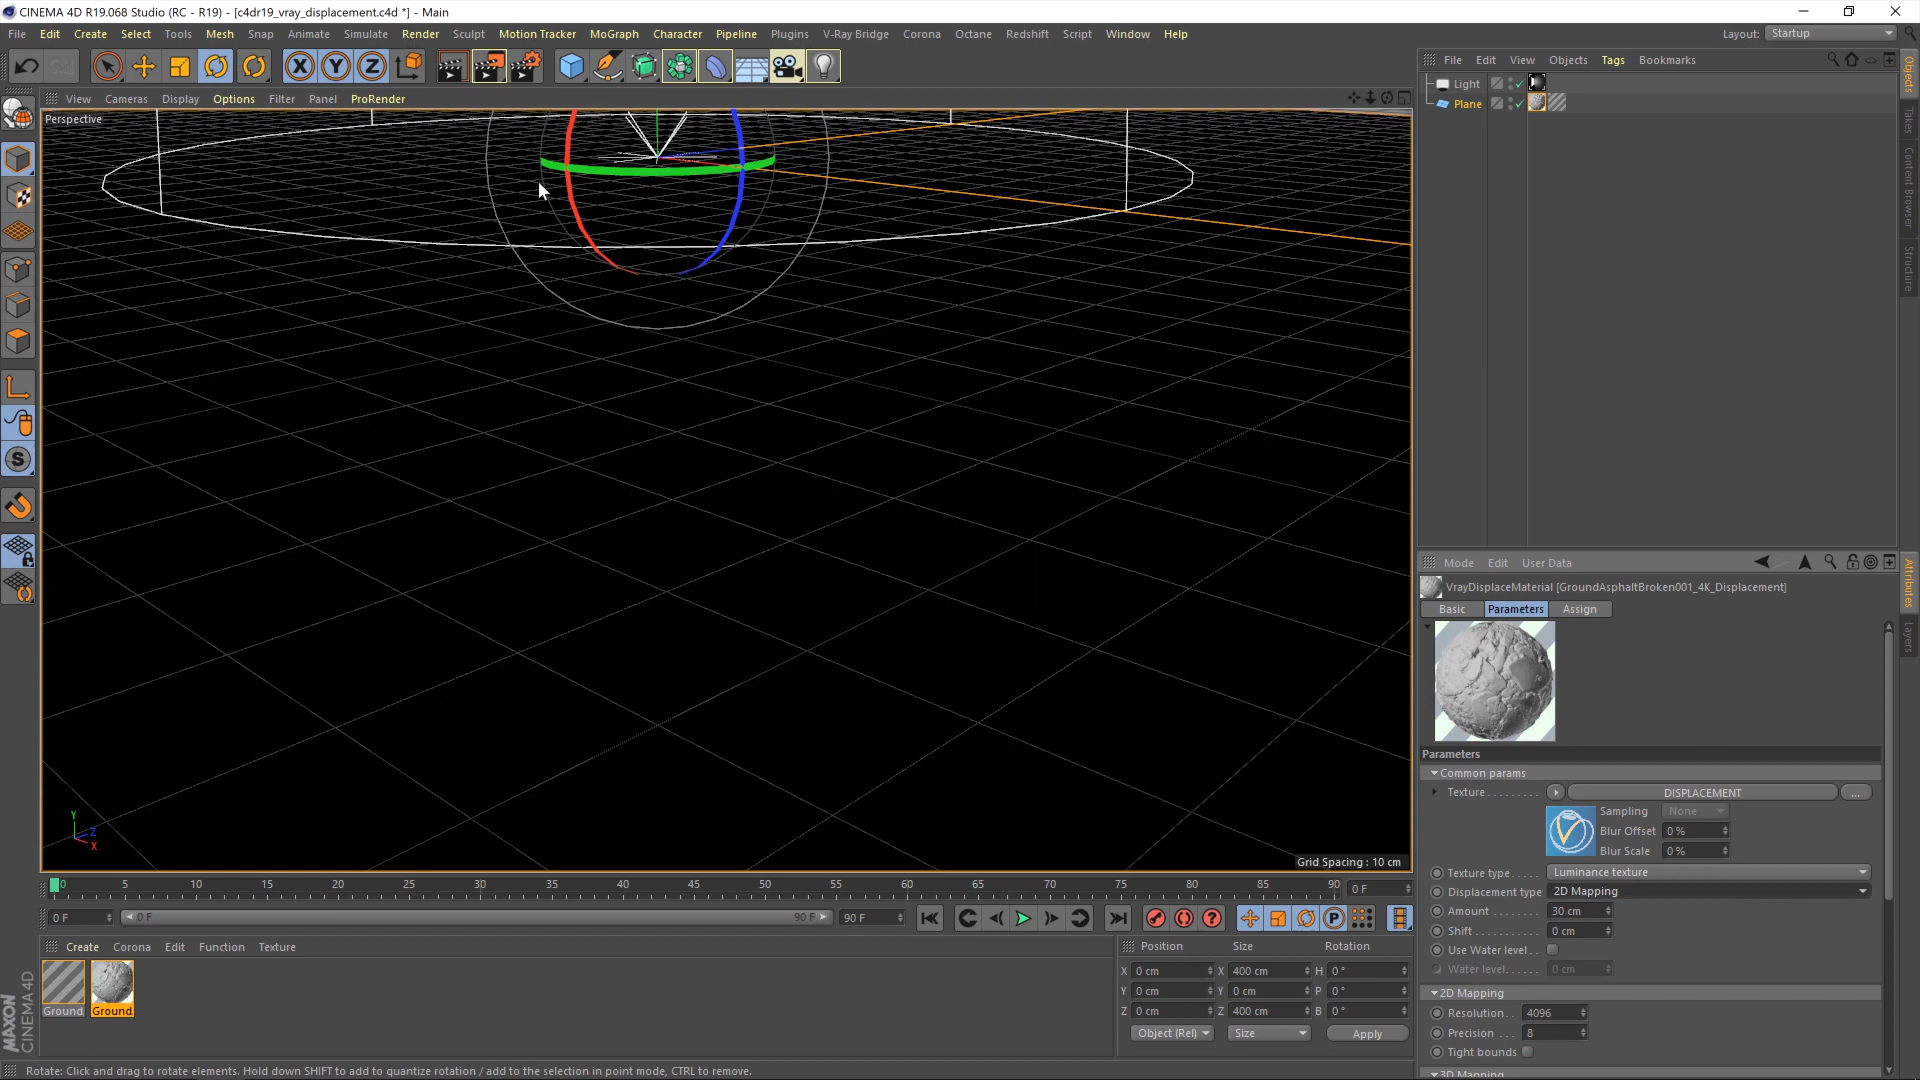 CINEMA 4D R19.068 Studio (RC - R19) - [c4dr19_vray_displacement.c4d *] - Main
File Edit Create Select Tools Mesh Snap Animate Simulate Render Sculpt Motion Tracker MoGraph Character Pipeline Plugins V-Ray Bridge Corona Octane Redshift Script Window Help Layout: Startup
X Y Z
File Edit View Objects Tags Bookmarks
View Cameras Display Options Filter Panel ProRender
Perspective
Light
Plane
Objects
Takes
Content Browser
Structure
S
Y
Z
X
Grid Spacing : 10 cm
0 5 10 15 20 25 30 35 40 45 50 55 60 65 70 75 80 85 90 0 F
0 F 0 F 90 F 90 F
P
Create Corona Edit Function Texture
Ground
Ground
Position Size Rotation
X 0 cm X 400 cm H 0 °
Y 0 cm Y 0 cm P 0 °
Z 0 cm Z 400 cm B 0 °
Object (Rel) Size Apply
Mode Edit User Data
VrayDisplaceMaterial [GroundAsphaltBroken001_4K_Displacement]
Basic Parameters Assign
Attributes
Layers
Parameters
Common params
Texture DISPLACEMENT ...
Sampling None
Blur Offset 0 %
Blur Scale 0 %
Texture type Luminance texture
Displacement type 2D Mapping
Amount 30 cm
Shift 0 cm
Use Water level
Water level 0 cm
2D Mapping
Resolution 4096
Precision 8
Tight bounds
3D Mapping
MAXON
CINEMA 4D
Rotate: Click and drag to rotate elements. Hold down SHIFT to add to quantize rotation / add to the selection in point mode, CTRL to remove.